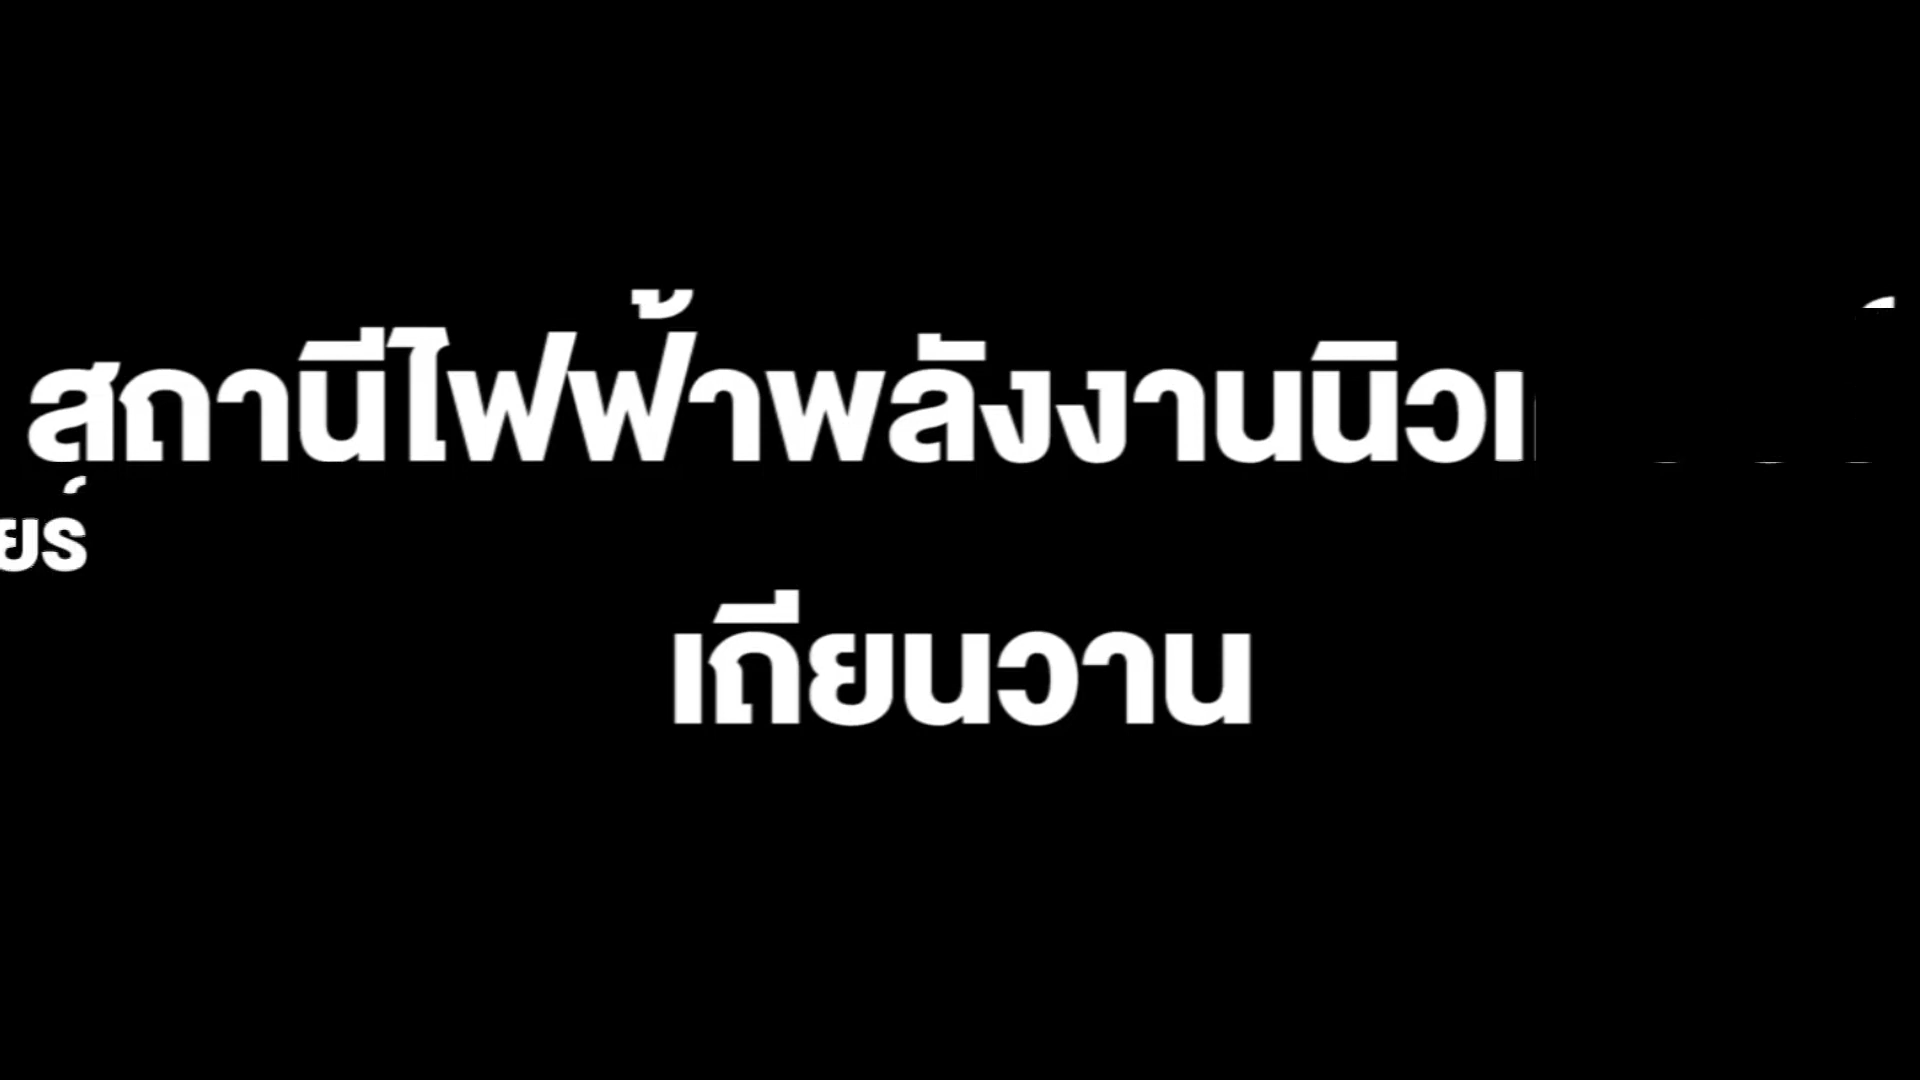 สถานีไฟฟ้าพลังงานนิวเ
ยร์
เถียนวาน